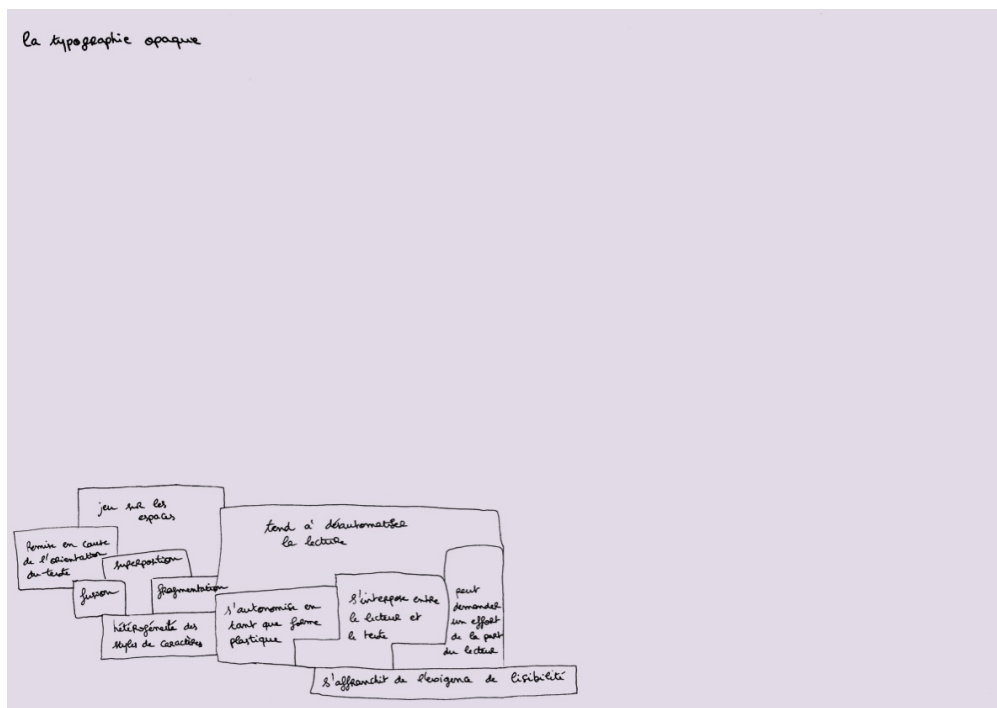 la typographie opaque
jeu sur les
espaces
Remise en cause
de l'orientation
du texte
superposition
fusion
fragmentation
hétérogénéité des
styles de caractères
tend à désautomatiser
la lecture
s'autonomise en
tant que forme
plastique
s'interpose entre
le lecteur et
le texte
peut
demander
un effort
de la part
du lecteur
s'affranchit de l'exigence de lisibilité